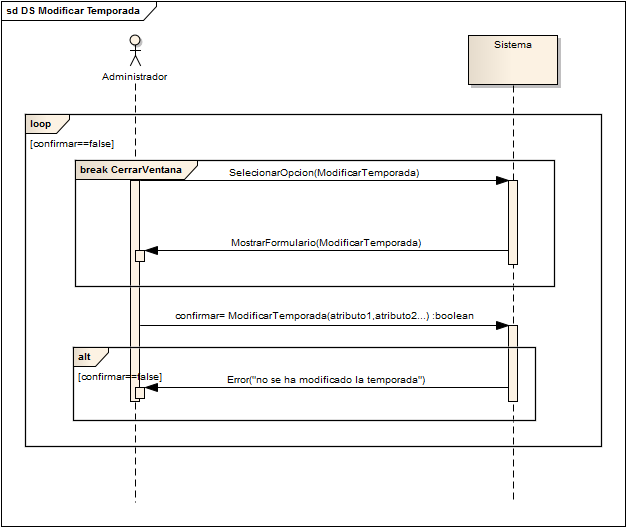 sd DS Modificar Temporada
Administrador
Sistema
loop
[confirmar==false]
break CerrarVentana
SelecionarOpcion(ModificarTemporada)
MostrarFormulario(ModificarTemporada)
confirmar= ModificarTemporada(atributo1,atributo2...) :boolean
alt
[confirmar==false]
Error("no se ha modificado la temporada")